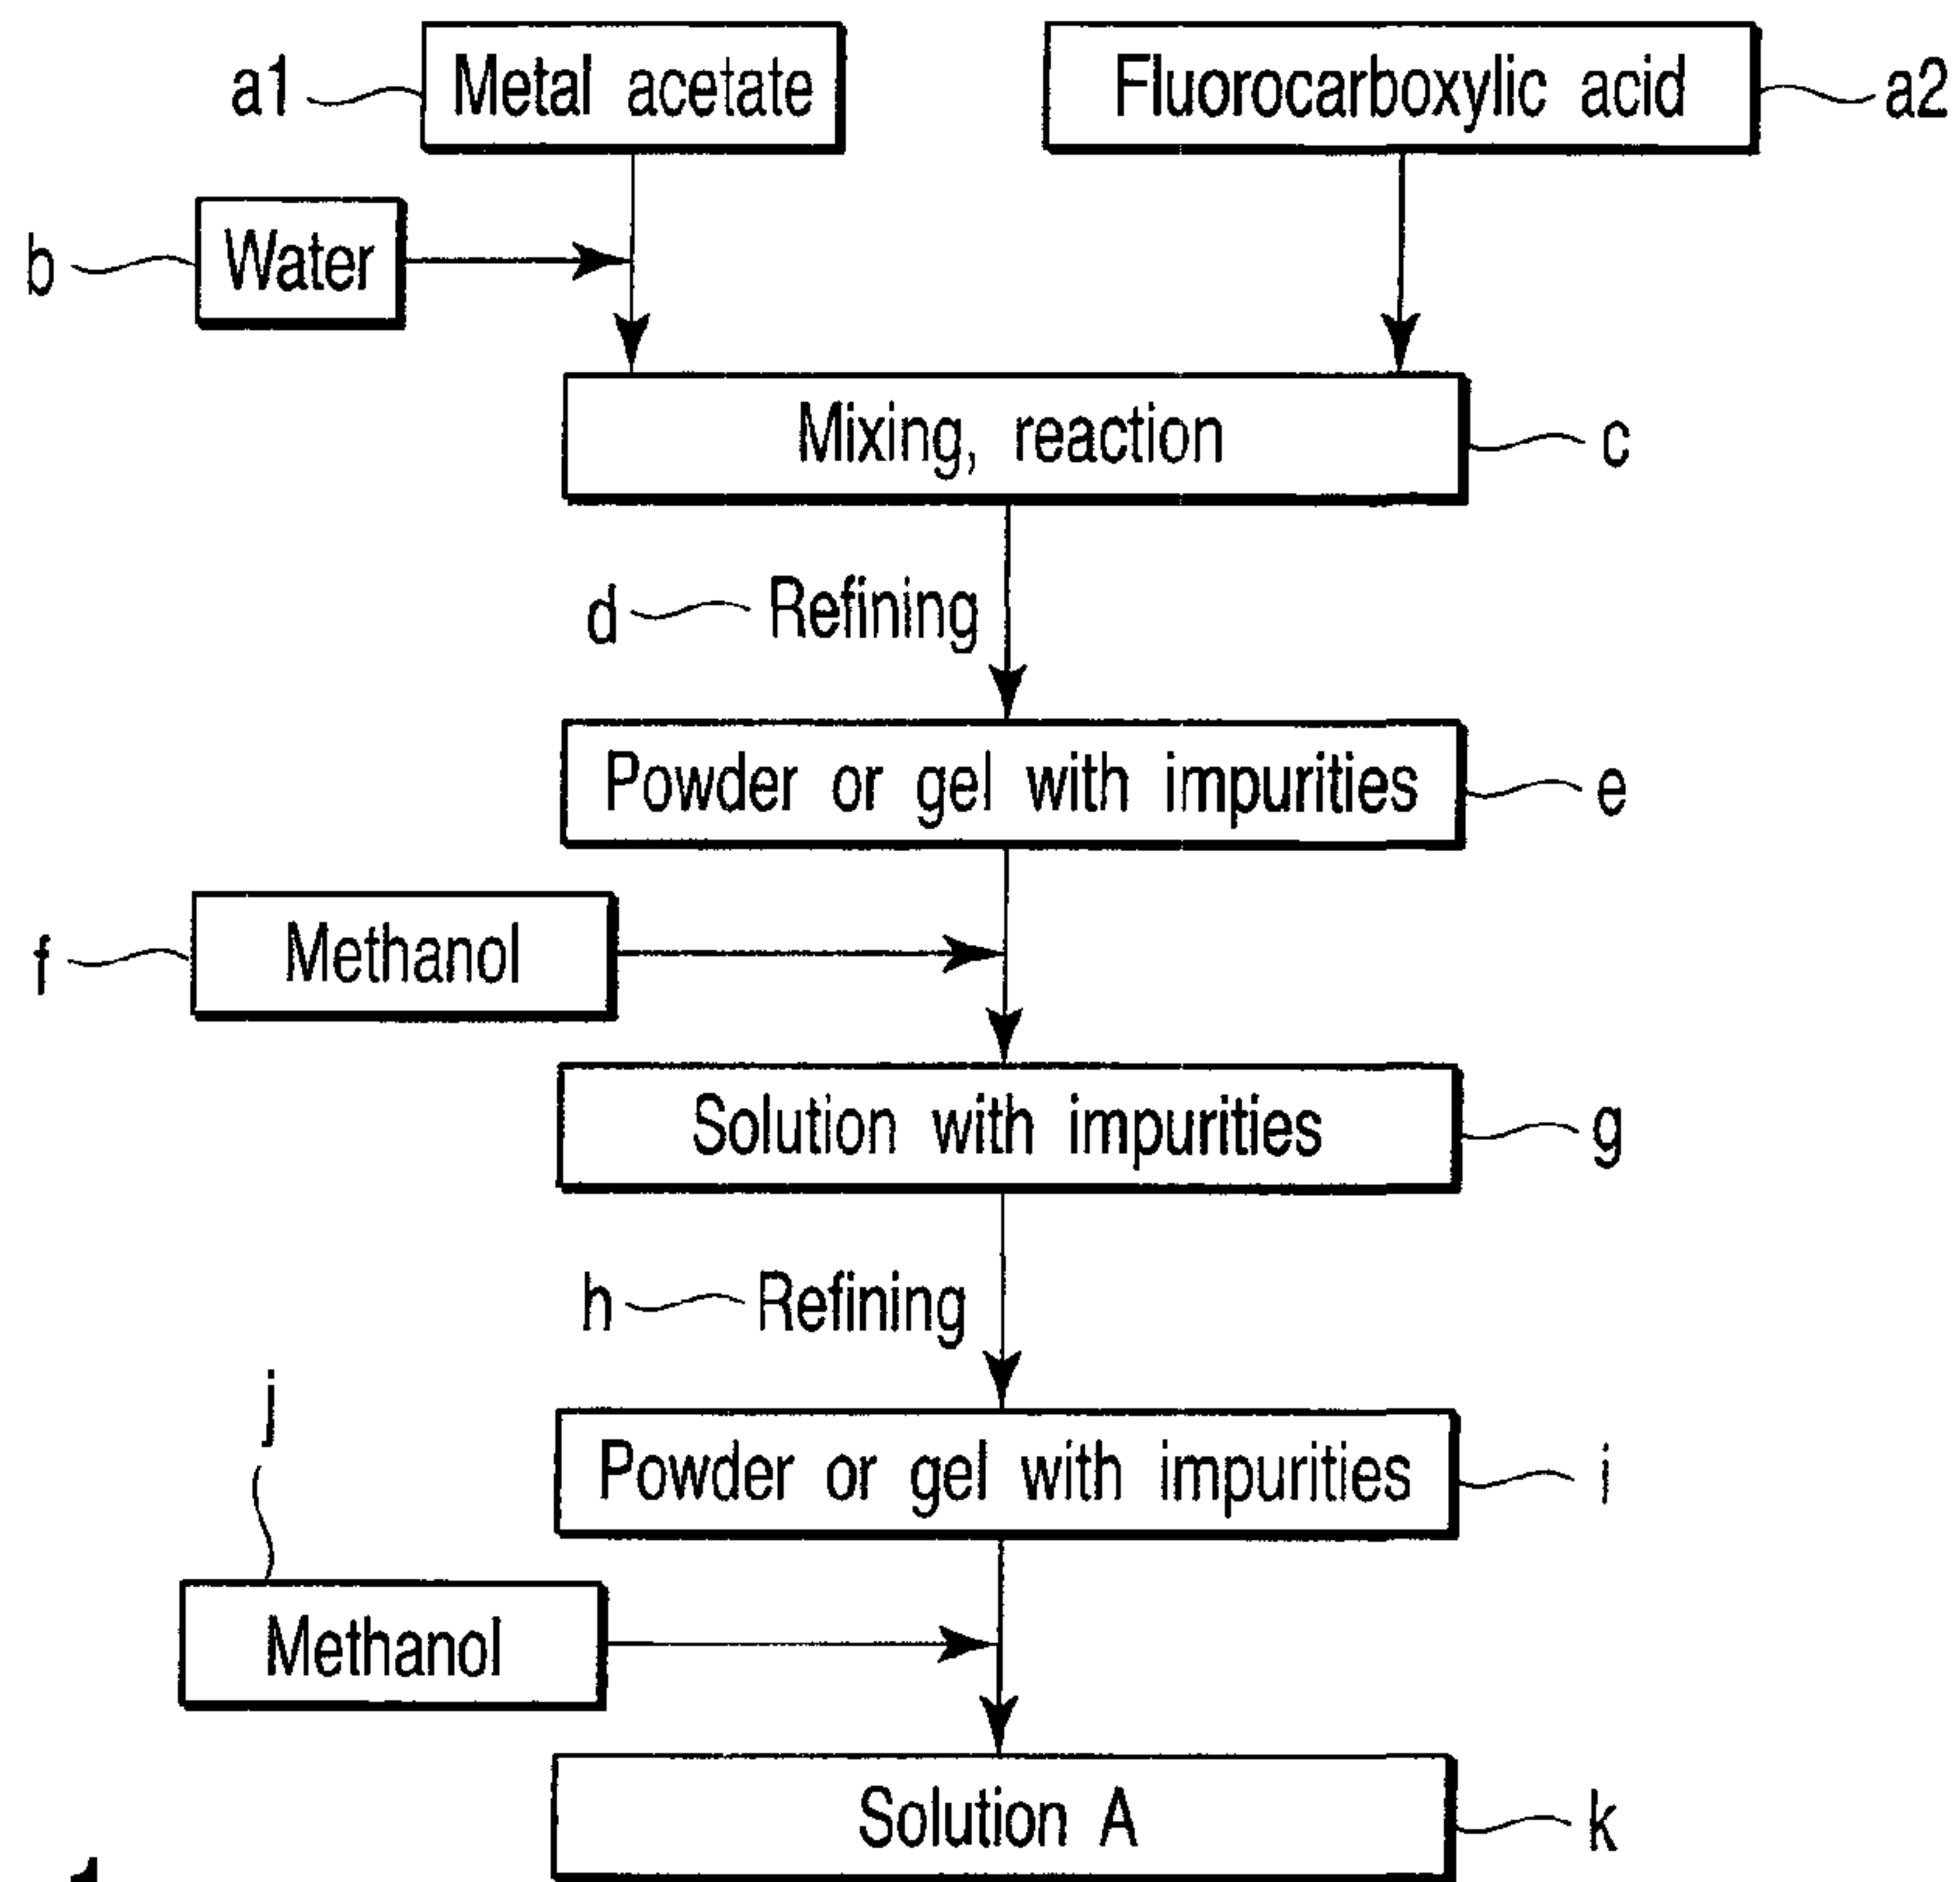 a1 Metal acetate Fluorocarboxylic acid a2
b Water
Mixing, reaction c
d Refining
Powder or gel with impurities e
f Methanol
Solution with impurities g
h Refining
j
Powder or gel with impurities i
Methanol
Solution A k